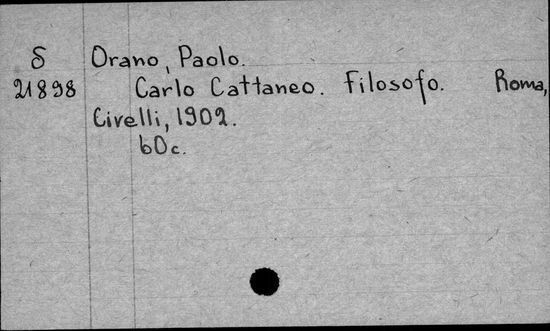 S Orano, Paolo.
21898 Carlo Cattaneo. Filosofo. Roma,
Civelli, 1902.
60c.